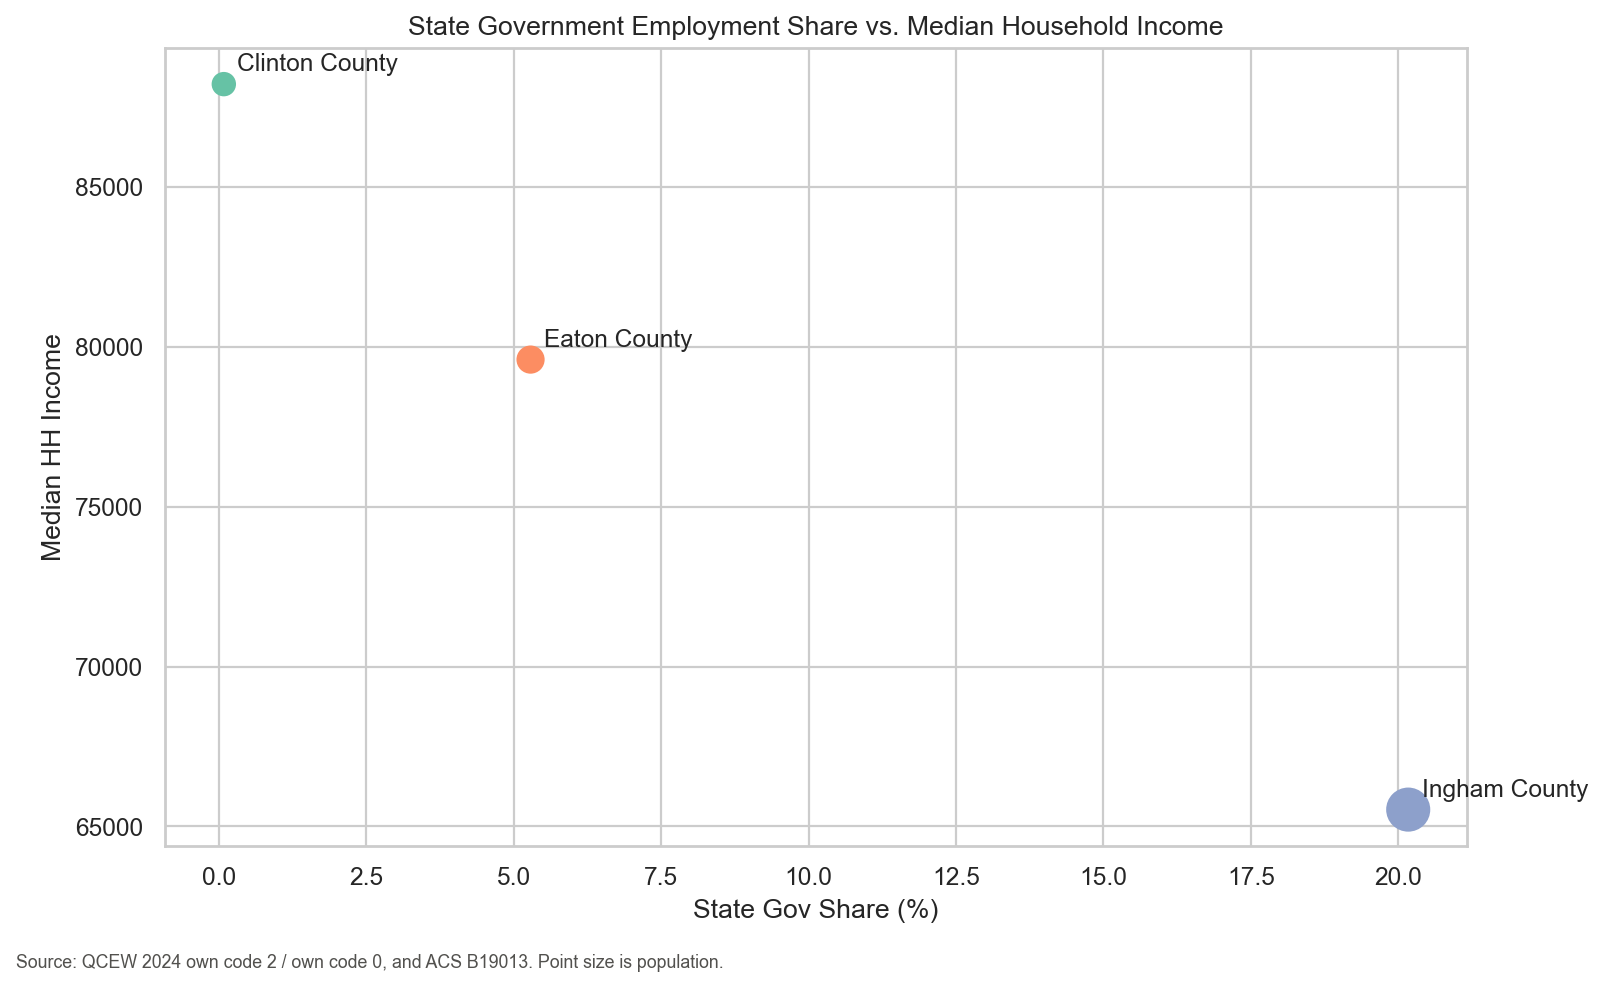 State Government Employment Share vs. Median Household Income
Clinton County
85000
Eaton County
80000
Median HH Income
75000
70000
Ingham County
65000
0.0 2.5 5.0 7.5 10.0 12.5 15.0 17.5 20.0
State Gov Share (%)
Source: QCEW 2024 own code 2 / own code 0, and ACS B19013. Point size is population.